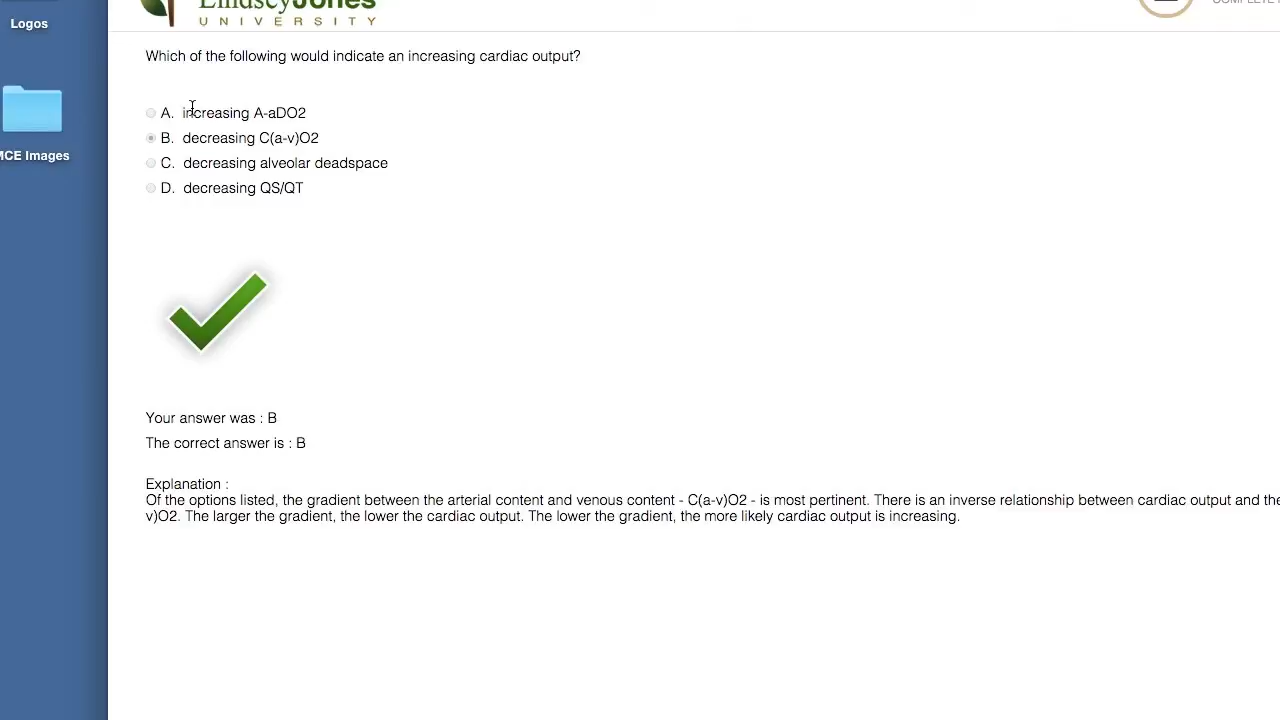 Logos
MCE Images
LindseyJones
UNIVERSITY
COMPLETE
Which of the following would indicate an increasing cardiac output?
A. increasing A-aDO2
B. decreasing C(a-v)O2
C. decreasing alveolar deadspace
D. decreasing QS/QT
Your answer was : B
The correct answer is : B
Explanation :
Of the options listed, the gradient between the arterial content and venous content - C(a-v)O2 - is most pertinent. There is an inverse relationship between cardiac output and the
v)O2. The larger the gradient, the lower the cardiac output. The lower the gradient, the more likely cardiac output is increasing.